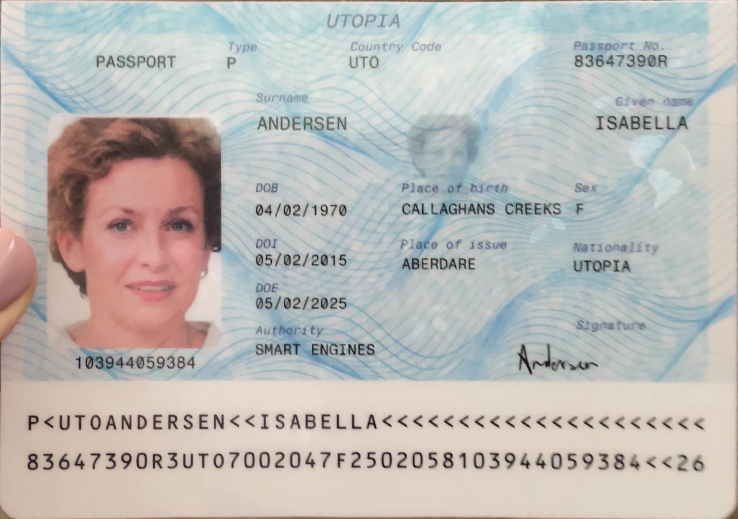 UTOPIA
Type Country Code Passport No.
PASSPORT P UTO 83647390R
Surname Given name
ANDERSEN ISABELLA
DOB Place of birth Sex
04/02/1970 CALLAGHANS CREEKS F
DOI Place of issue Nationality
05/02/2015 ABERDARE UTOPIA
DOE
05/02/2025
Authority Signature
SMART ENGINES Andersen
103944059384
P<UTOANDERSEN<<ISABELLA<<<<<<<<<<<<<<<<<<<<<
83647390R3UTO7002047F2502058103944059384<<26